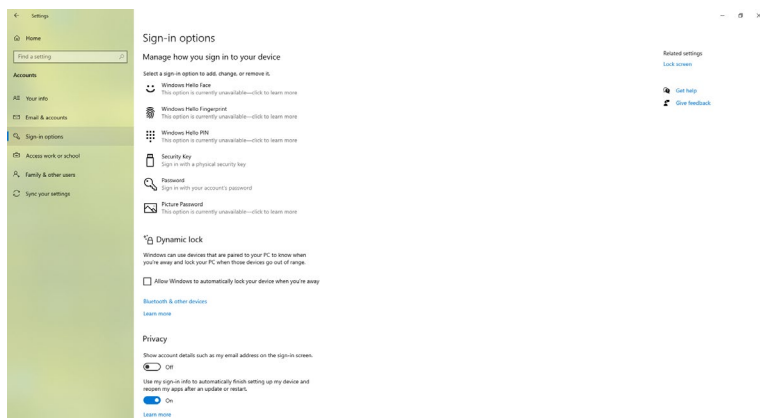 Settings
Home
Find a setting
Accounts
Your info
Email & accounts
Sign-in options
Access work or school
Family & other users
Sync your settings
Sign-in options
Manage how you sign in to your device
Select a sign-in option to add, change, or remove it.
Windows Hello Face
This option is currently unavailable—click to learn more
Windows Hello Fingerprint
This option is currently unavailable—click to learn more
Windows Hello PIN
This option is currently unavailable—click to learn more
Security Key
Sign in with a physical security key
Password
Sign in with your account's password
Picture Password
This option is currently unavailable—click to learn more
Dynamic lock
Windows can use devices that are paired to your PC to know when
you're away and lock your PC when those devices go out of range.
Allow Windows to automatically lock your device when you're away
Bluetooth & other devices
Learn more
Privacy
Show account details such as my email address on the sign-in screen.
Off
Use my sign-in info to automatically finish setting up my device and
reopen my apps after an update or restart.
On
Learn more
Related settings
Lock screen
Get help
Give feedback